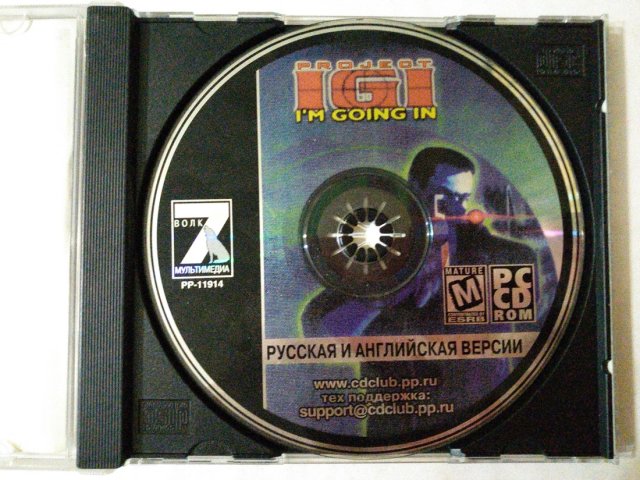 PROJECT
IGI
I'M GOING IN
7
ВОЛК
МУЛЬТИМЕДИА
PP-11914
MATURE
M
ESRB
PC
CD
ROM
РУССКАЯ И АНГЛИЙСКАЯ ВЕРСИИ
www.cdclub.pp.ru
тех поддержка:
support@cdclub.pp.ru